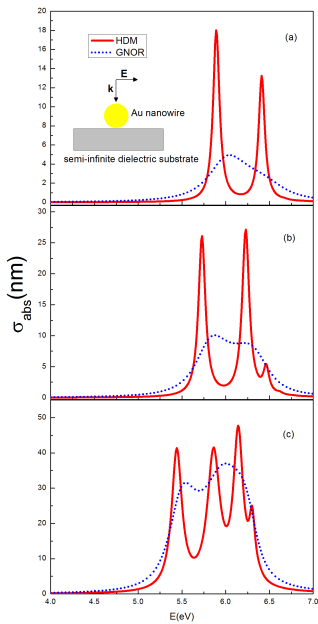 20
18
16
14
12
10
8
6
4
2
0
HDM
GNOR
(a)
E
k
Au nanowire
semi-infinite dielectric substrate
30
25
20
15
10
5
0
(b)
σabs(nm)
50
40
30
20
10
0
(c)
4.0 4.5 5.0 5.5 6.0 6.5 7.0
E(eV)